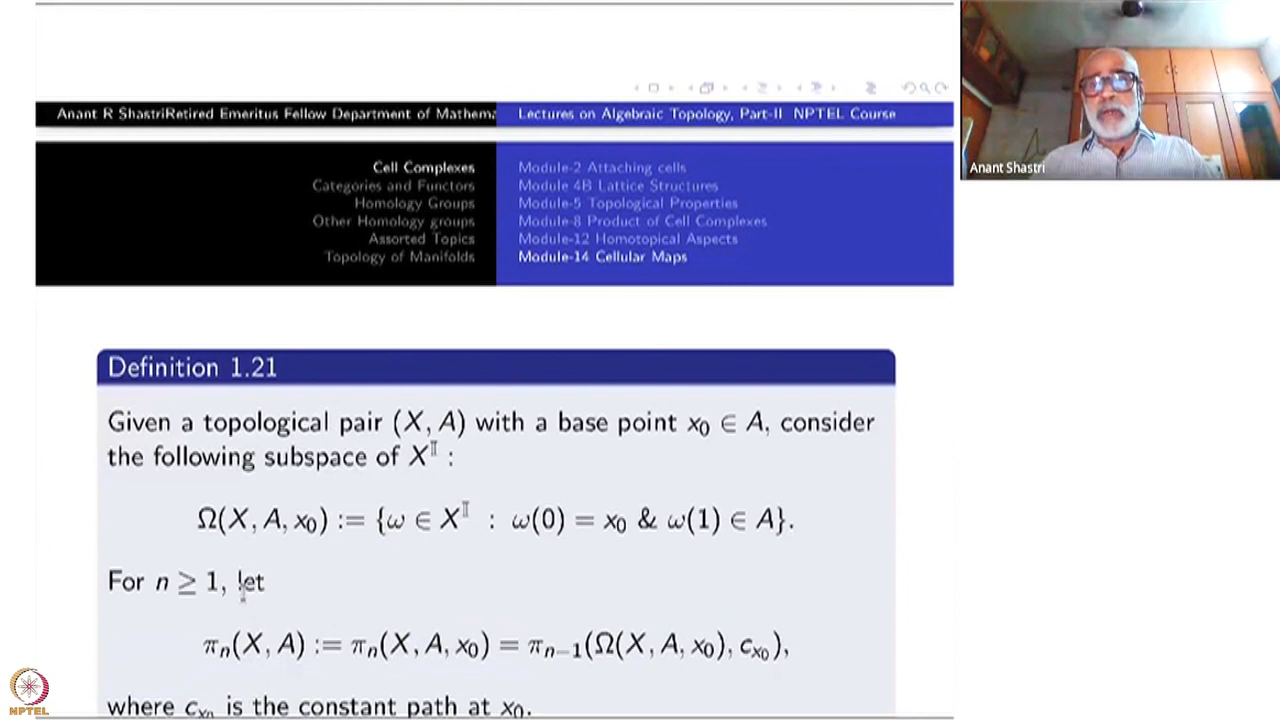 Anant R ShastriRetired Emeritus Fellow Department of Mathema
Lectures on Algebraic Topology, Part-II NPTEL Course
Cell Complexes
Categories and Functors
Homology Groups
Other Homology groups
Assorted Topics
Topology of Manifolds
Module-2 Attaching cells
Module 4B Lattice Structures
Module-5 Topological Properties
Module-8 Product of Cell Complexes
Module-12 Homotopical Aspects
Module-14 Cellular Maps
Anant Shastri
Definition 1.21
Given a topological pair (X, A) with a base point x₀ ∈ A, consider
the following subspace of X^𝕀 :
Ω(X, A, x₀) := {ω ∈ X^𝕀 : ω(0) = x₀ & ω(1) ∈ A}.
For n ≥ 1, let
πₙ(X, A) := πₙ(X, A, x₀) = πₙ₋₁(Ω(X, A, x₀), c_{x₀}),
where c_{x₀} is the constant path at x₀.
NPTEL